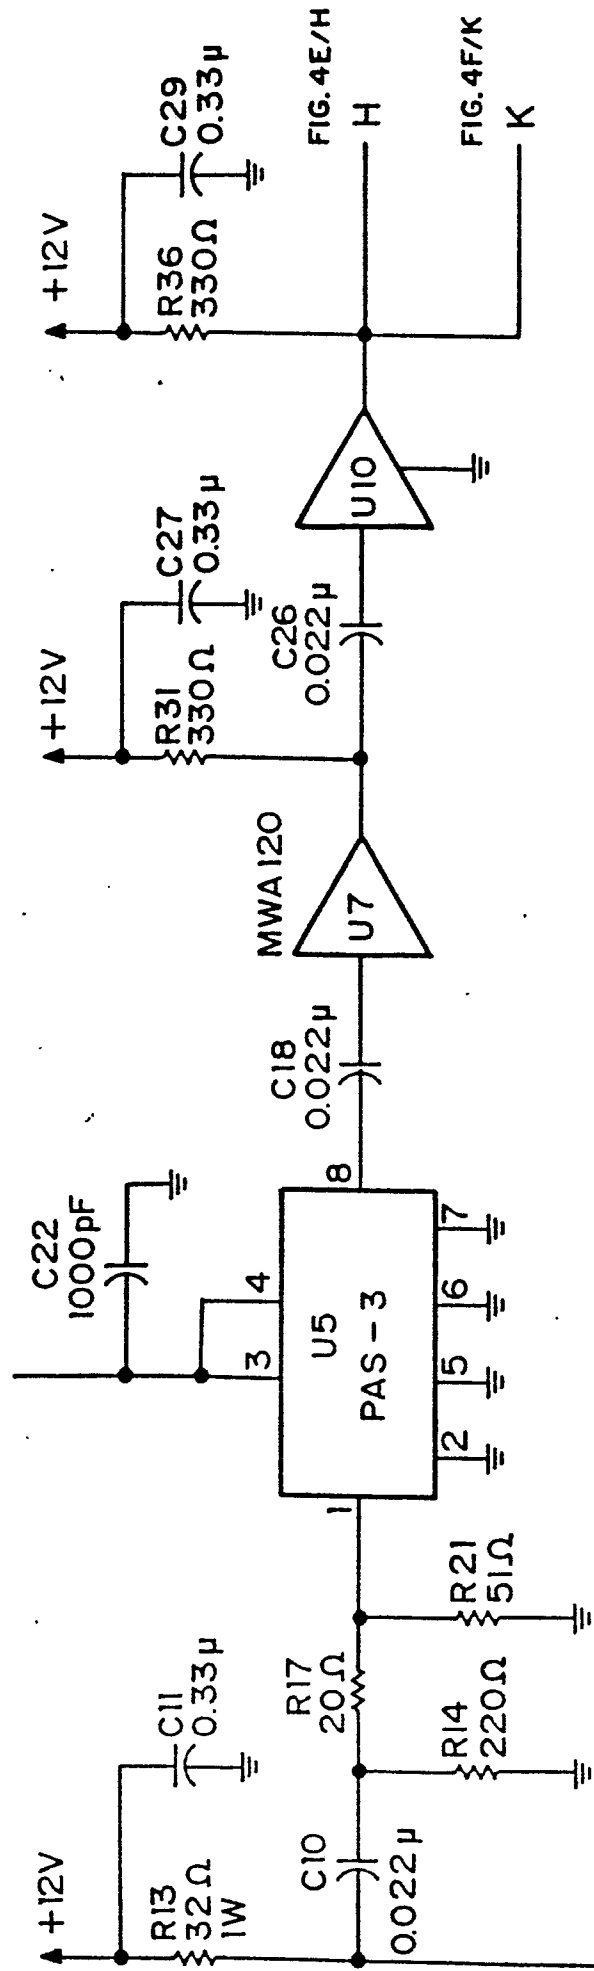 +12V
R13
32Ω
1W
C11
0.33µ
C10
0.022µ
R14
220Ω
R17
20Ω
R21
51Ω
1
C22
1000pF
3
4
U5
PAS-3
2
5
6
7
8
C18
0.022µ
MWA120
U7
+12V
R31
330Ω
C27
0.33µ
C26
0.022µ
U10
+12V
R36
330Ω
C29
0.33µ
FIG. 4E/H
H
FIG. 4F/K
K